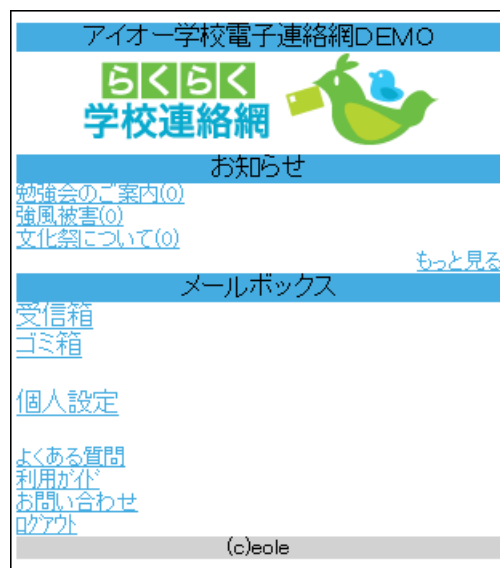 アイオー学校電子連絡網DEMO
らくらく
学校連絡網
お知らせ
勉強会のご案内(0)
強風被害(0)
文化祭について(0)
もっと見る
メールボックス
受信箱
ゴミ箱
個人設定
よくある質問
利用ｶﾞｲﾄﾞ
お問い合わせ
ﾛｸﾞｱｳﾄ
(c)eole